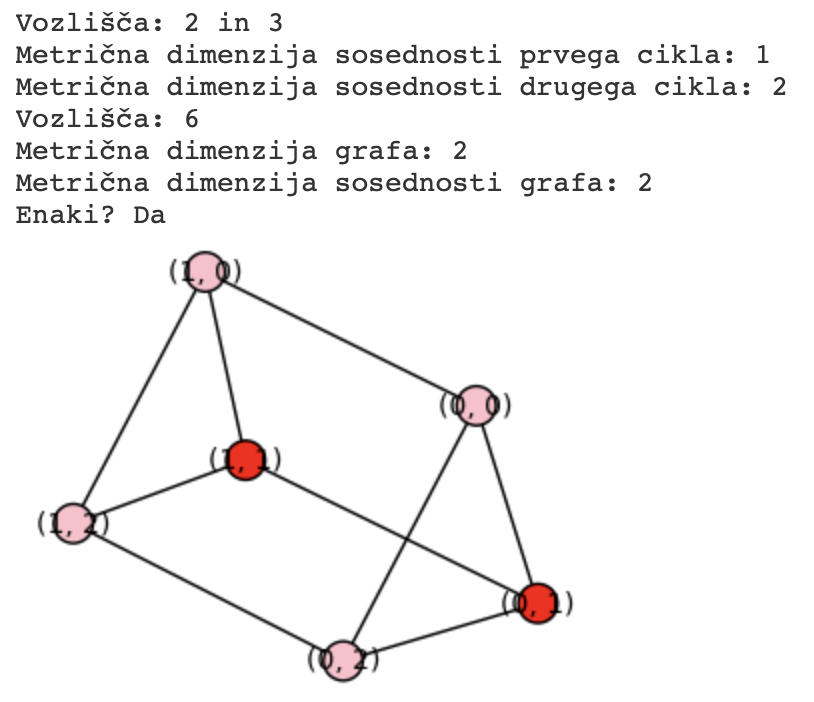 Vozlišča: 2 in 3
Metrična dimenzija sosednosti prvega cikla: 1
Metrična dimenzija sosednosti drugega cikla: 2
Vozlišča: 6
Metrična dimenzija grafa: 2
Metrična dimenzija sosednosti grafa: 2
Enaki? Da
(1, 0)
(0, 0)
(1, 1)
(1, 2)
(0, 1)
(0, 2)